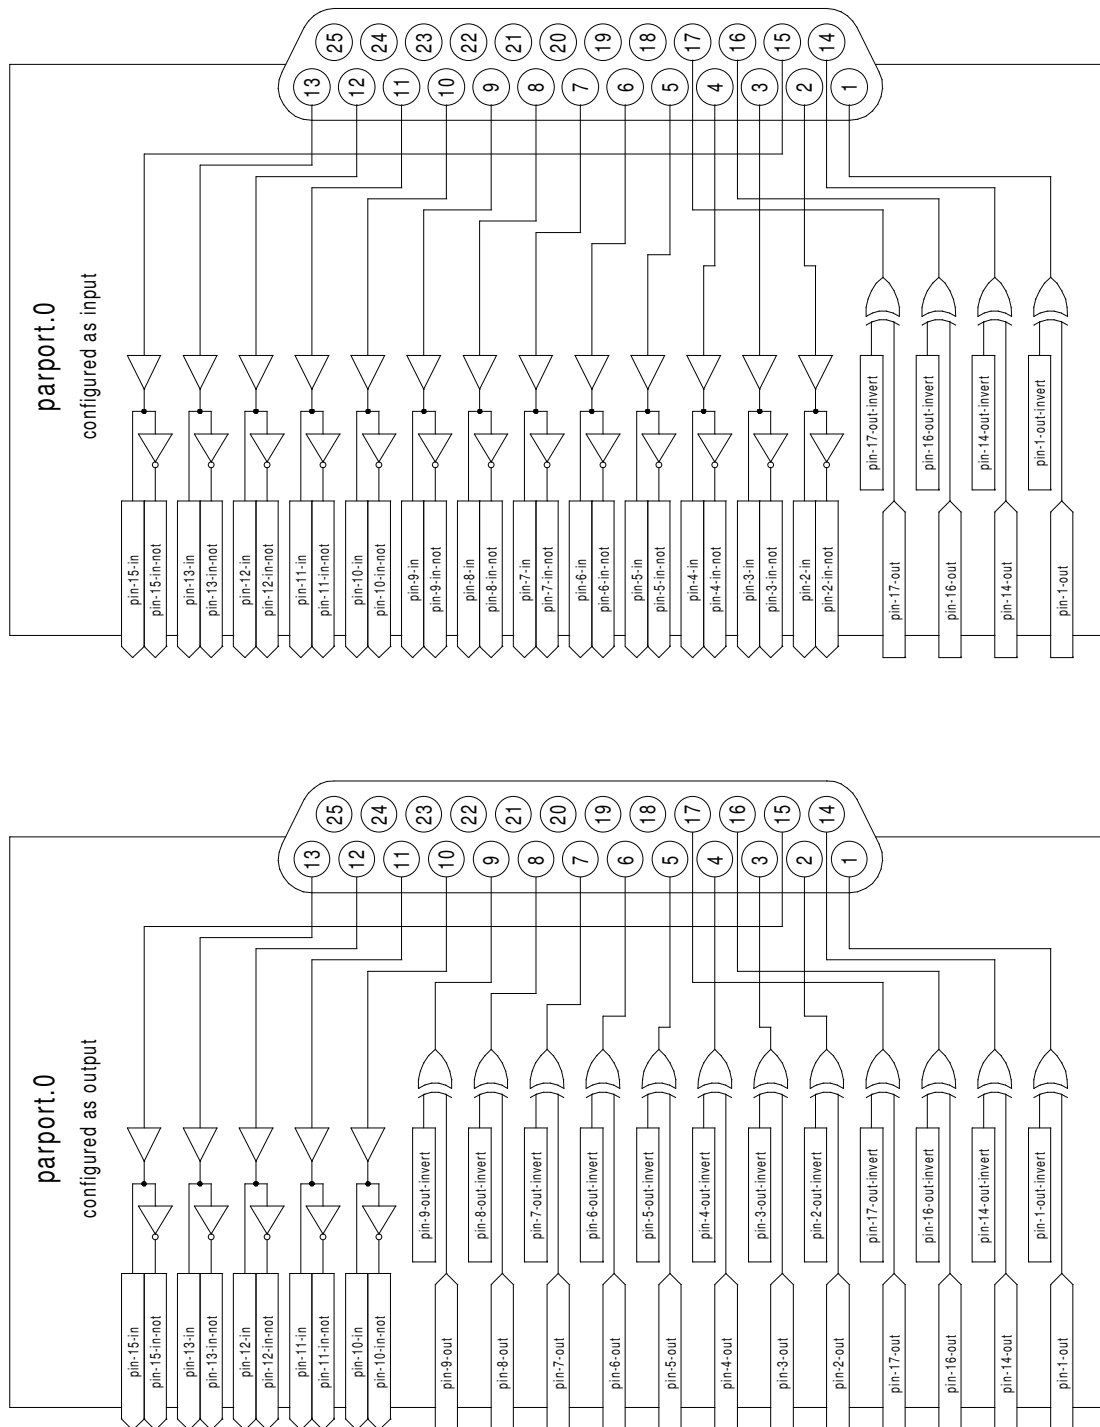 25
24
23
22
21
20
19
18
17
16
15
14
13
12
11
10
9
8
7
6
5
4
3
2
1
parport.0
configured as input
pin-17-out-invert
pin-16-out-invert
pin-14-out-invert
pin-1-out-invert
pin-15-in
pin-15-in-not
pin-13-in
pin-13-in-not
pin-12-in
pin-12-in-not
pin-11-in
pin-11-in-not
pin-10-in
pin-10-in-not
pin-9-in
pin-9-in-not
pin-8-in
pin-8-in-not
pin-7-in
pin-7-in-not
pin-6-in
pin-6-in-not
pin-5-in
pin-5-in-not
pin-4-in
pin-4-in-not
pin-3-in
pin-3-in-not
pin-2-in
pin-2-in-not
pin-17-out
pin-16-out
pin-14-out
pin-1-out
25
24
23
22
21
20
19
18
17
16
15
14
13
12
11
10
9
8
7
6
5
4
3
2
1
parport.0
configured as output
pin-9-out-invert
pin-8-out-invert
pin-7-out-invert
pin-6-out-invert
pin-5-out-invert
pin-4-out-invert
pin-3-out-invert
pin-2-out-invert
pin-17-out-invert
pin-16-out-invert
pin-14-out-invert
pin-1-out-invert
pin-15-in
pin-15-in-not
pin-13-in
pin-13-in-not
pin-12-in
pin-12-in-not
pin-11-in
pin-11-in-not
pin-10-in
pin-10-in-not
pin-9-out
pin-8-out
pin-7-out
pin-6-out
pin-5-out
pin-4-out
pin-3-out
pin-2-out
pin-17-out
pin-16-out
pin-14-out
pin-1-out